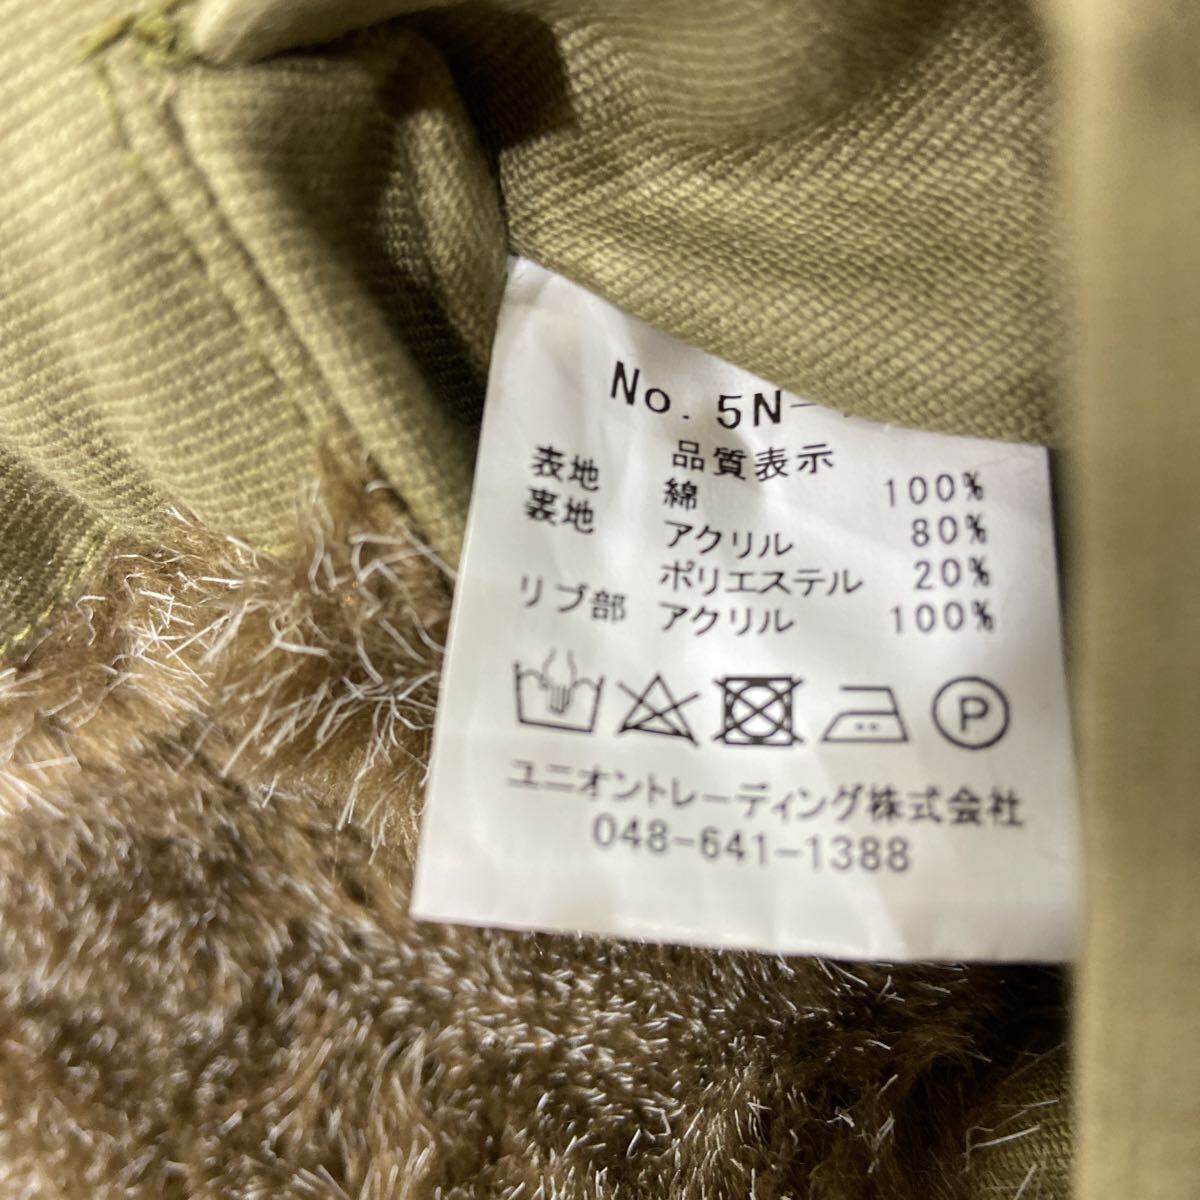 No. 5N-
品質表示
表地 綿 100%
裏地 アクリル 80%
ポリエステル 20%
リブ部 アクリル 100%
P
ユニオントレーディング株式会社
048-641-1388